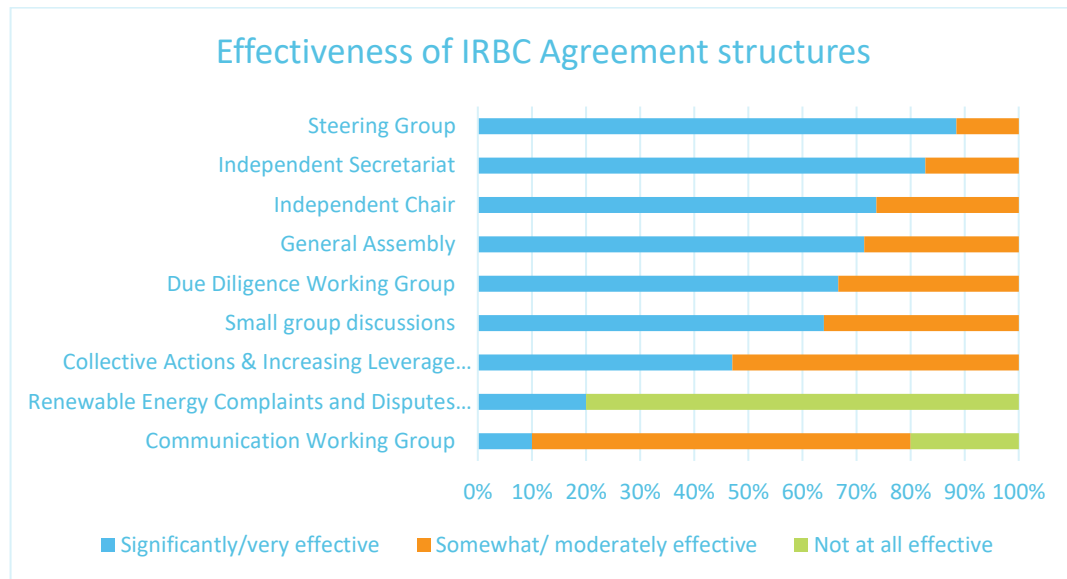 Effectiveness of IRBC Agreement structures
Steering Group
Independent Secretariat
Independent Chair
General Assembly
Due Diligence Working Group
Small group discussions
Collective Actions & Increasing Leverage...
Renewable Energy Complaints and Disputes...
Communication Working Group
0% 10% 20% 30% 40% 50% 60% 70% 80% 90% 100%
Significantly/very effective Somewhat/ moderately effective Not at all effective